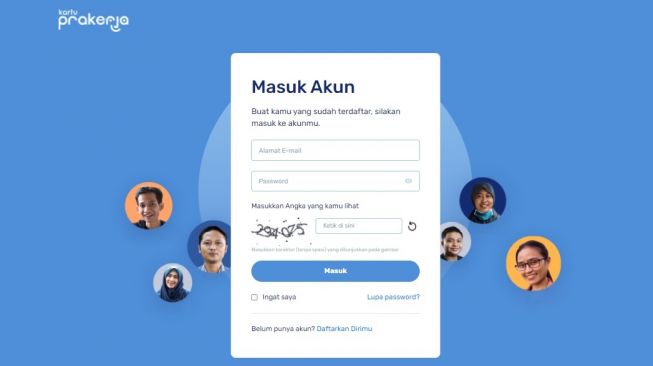 kartu
prakerja
Masuk Akun
Buat kamu yang sudah terdaftar, silakan
masuk ke akunmu.
Alamat E-mail
Password
Masukkan Angka yang kamu lihat
Ketik di sini
Masukkan karakter (tanpa spasi) yang ditunjukkan pada gambar
Masuk
Ingat saya
Lupa password?
Belum punya akun? Daftarkan Dirimu